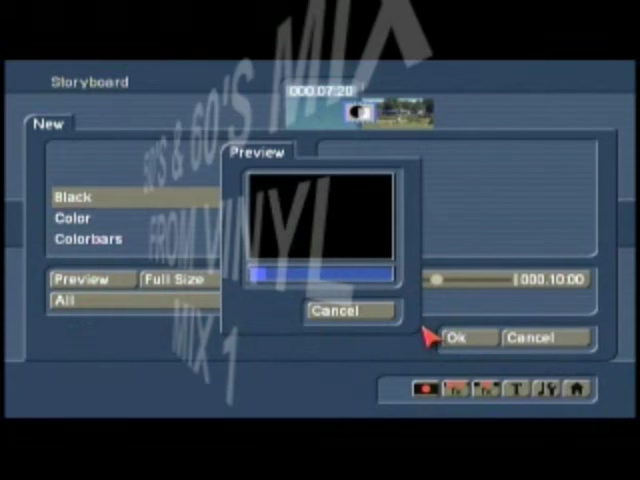 Storyboard
000.07:20
New
Preview
Black
Color
Colorbars
Preview
Full Size
000.10:00
All
Cancel
Ok
Cancel
T
MIX
50'S & 60'S
FROM VINYL
MIX 1